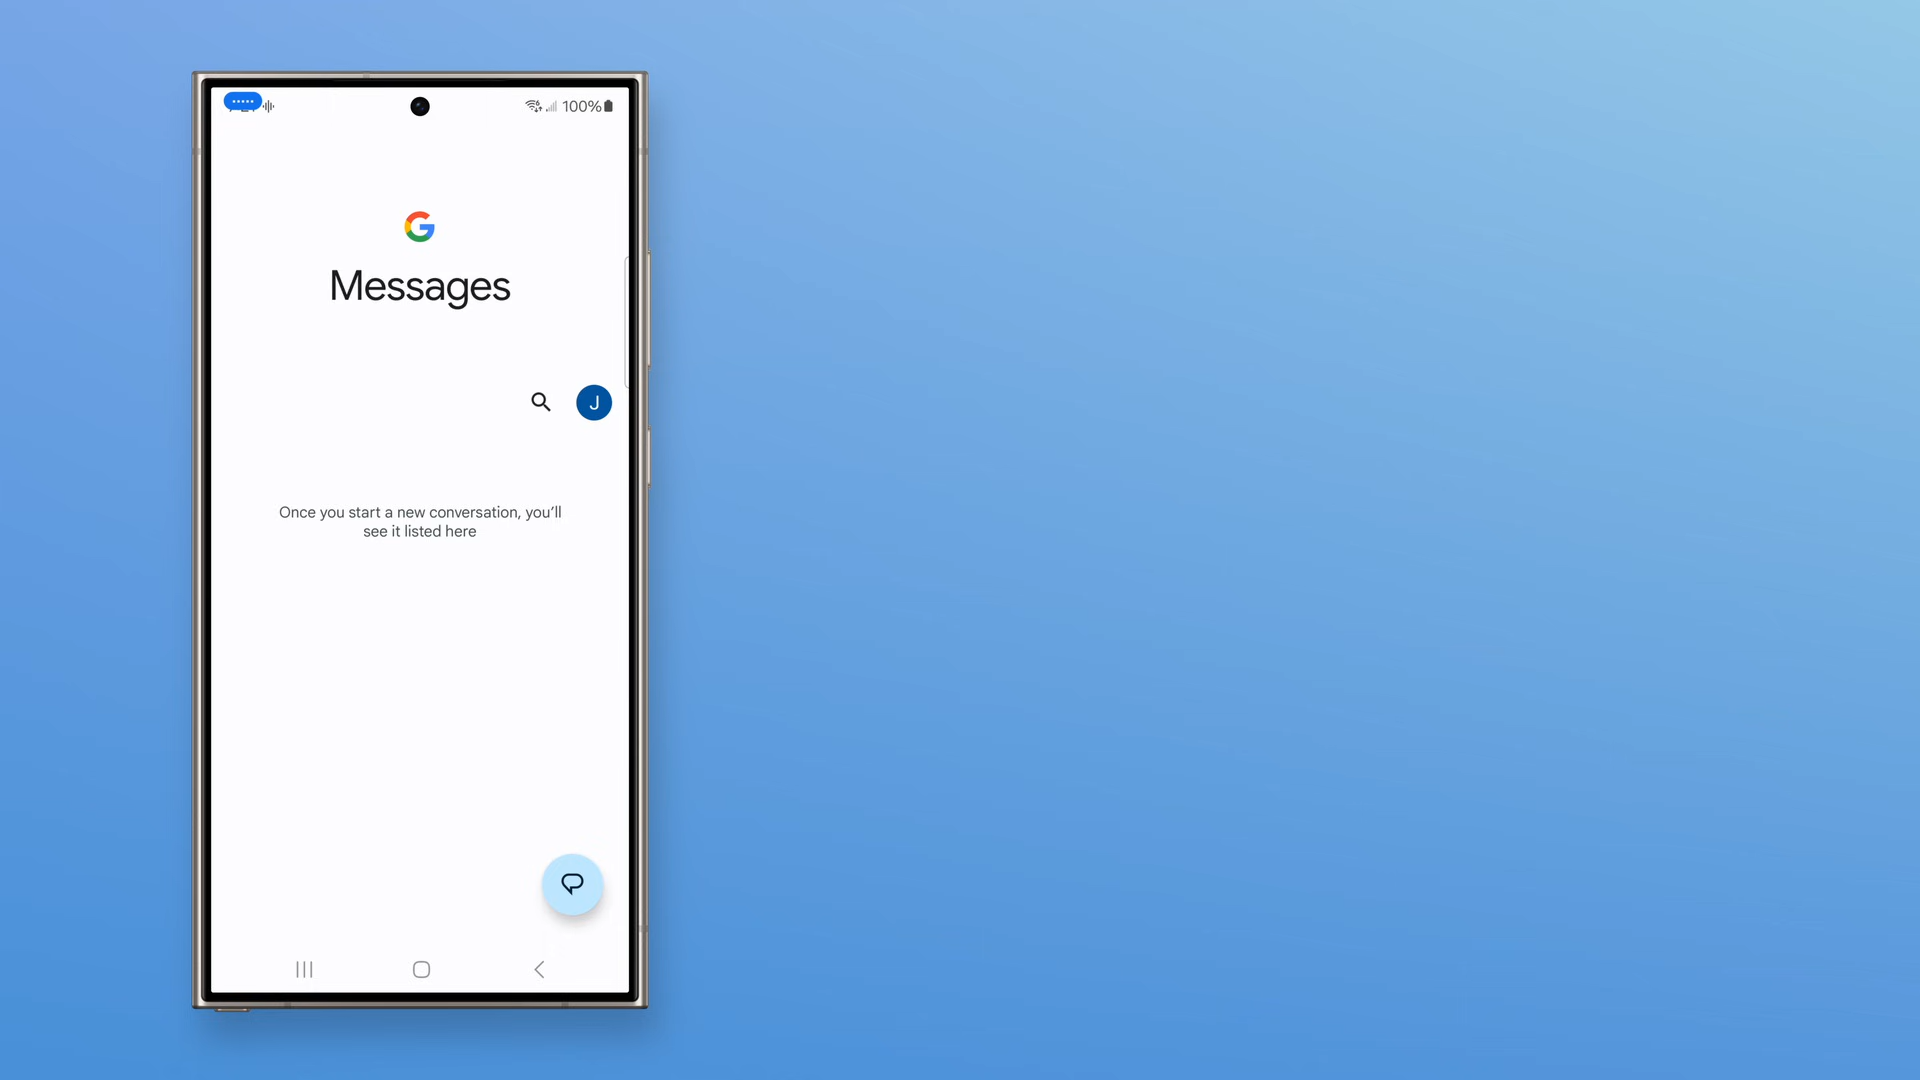 100%
G
Messages
J
Once you start a new conversation, you’ll
see it listed here